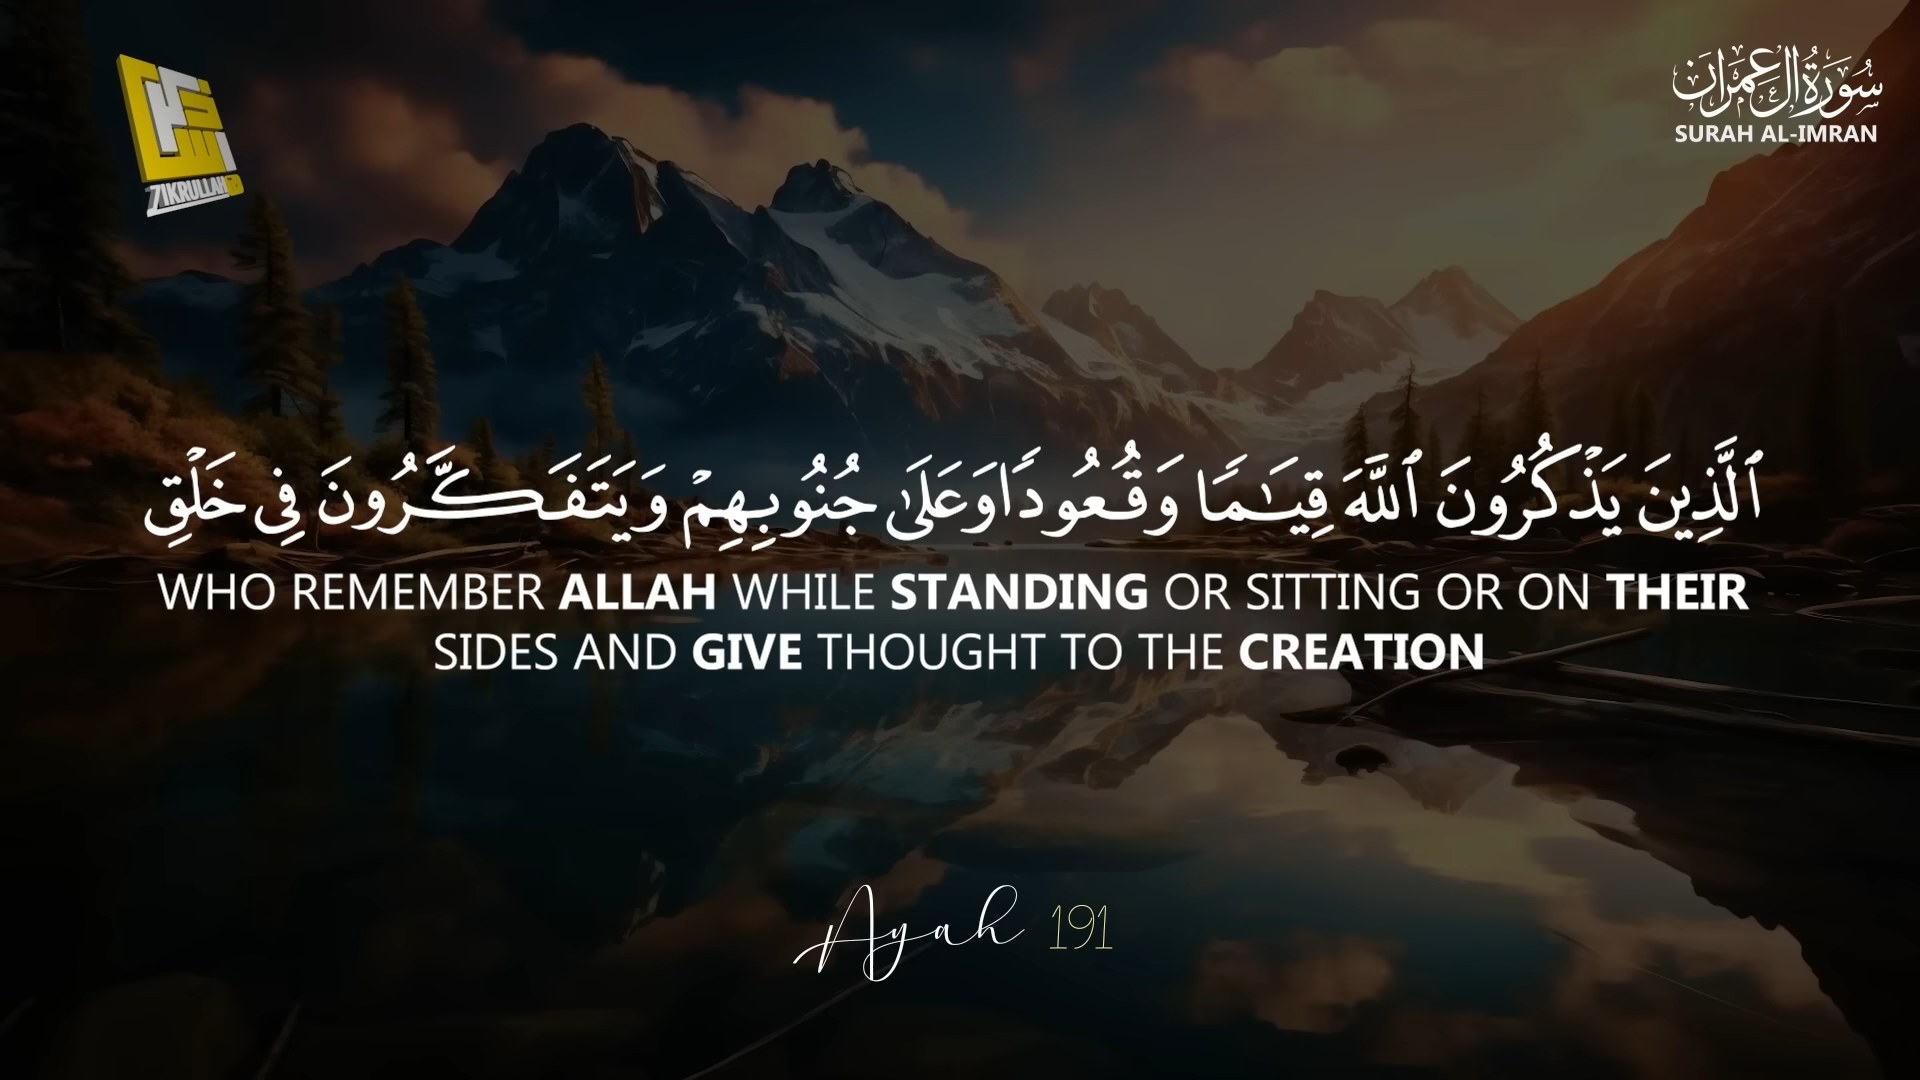 سُورَةُ اٰل عِمرَان
SURAH AL-IMRAN
ZIKRULLAH
ٱلَّذِينَ يَذْكُرُونَ ٱللَّهَ قِيَـٰمًا وَقُعُودًا وَعَلَىٰ جُنُوبِهِمْ وَيَتَفَكَّرُونَ فِى خَلْقِ
WHO REMEMBER ALLAH WHILE STANDING OR SITTING OR ON THEIR
SIDES AND GIVE THOUGHT TO THE CREATION
Ayah 191